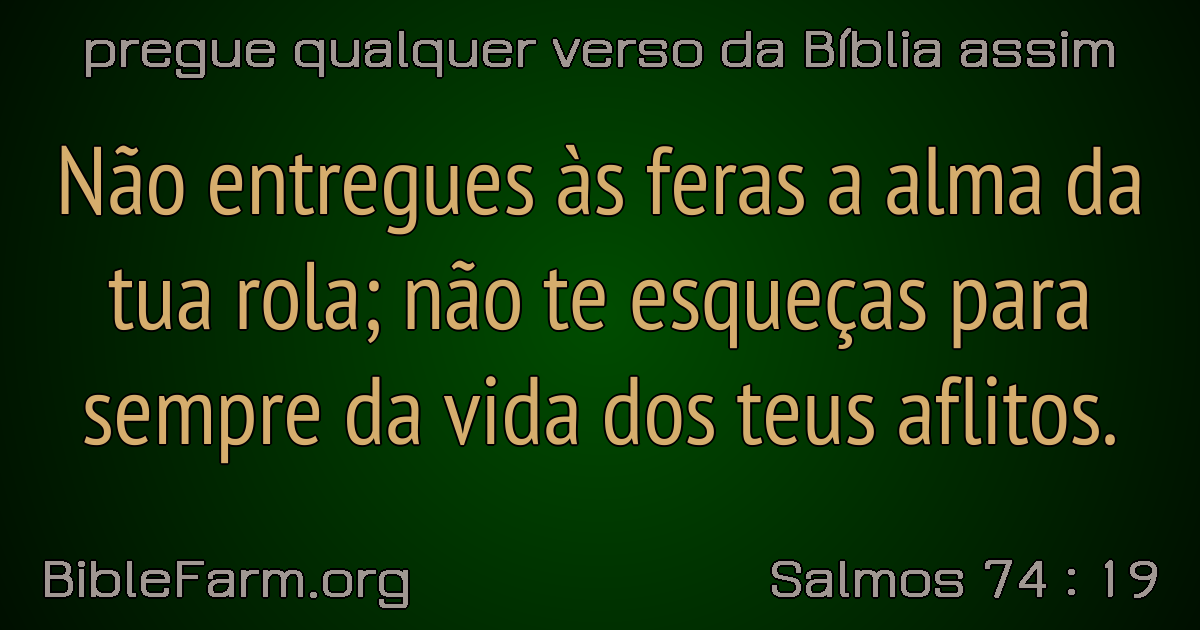 pregue qualquer verso da Bíblia assim
Não entregues às feras a alma da
tua rola; não te esqueças para
sempre da vida dos teus aflitos.
BibleFarm.org
Salmos 74 : 19